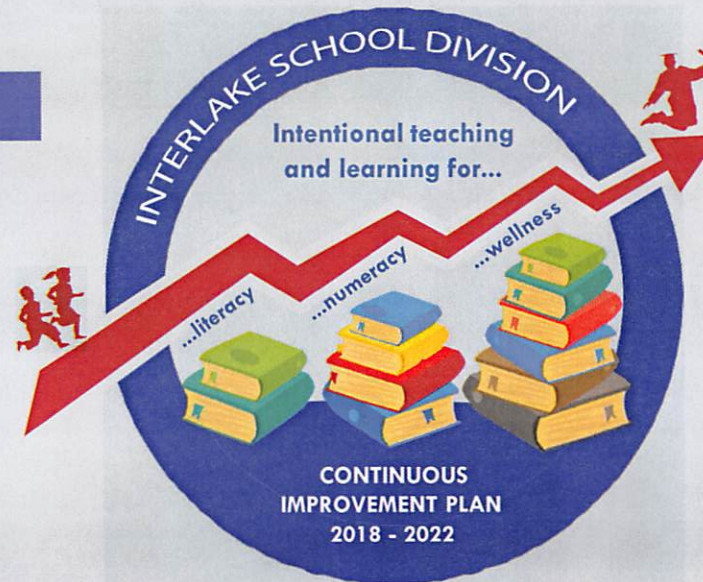 INTERLAKE SCHOOL DIVISION
Intentional teaching
and learning for...
...literacy
...numeracy
...wellness
CONTINUOUS
IMPROVEMENT PLAN
2018 - 2022